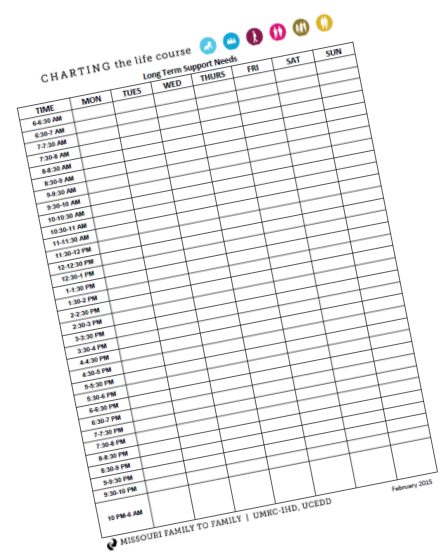 CHARTING the life course
Long Term Support Needs
TIME MON TUES WED THURS FRI SAT SUN
6-6:30 AM
6:30-7 AM
7-7:30 AM
7:30-8 AM
8-8:30 AM
8:30-9 AM
9-9:30 AM
9:30-10 AM
10-10:30 AM
10:30-11 AM
11-11:30 AM
11:30-12 PM
12-12:30 PM
12:30-1 PM
1-1:30 PM
1:30-2 PM
2-2:30 PM
2:30-3 PM
3-3:30 PM
3:30-4 PM
4-4:30 PM
4:30-5 PM
5-5:30 PM
5:30-6 PM
6-6:30 PM
6:30-7 PM
7-7:30 PM
7:30-8 PM
8-8:30 PM
8:30-9 PM
9-9:30 PM
9:30-10 PM
10 PM-6 AM
MISSOURI FAMILY TO FAMILY | UMKC-IHD, UCEDD
February 2015